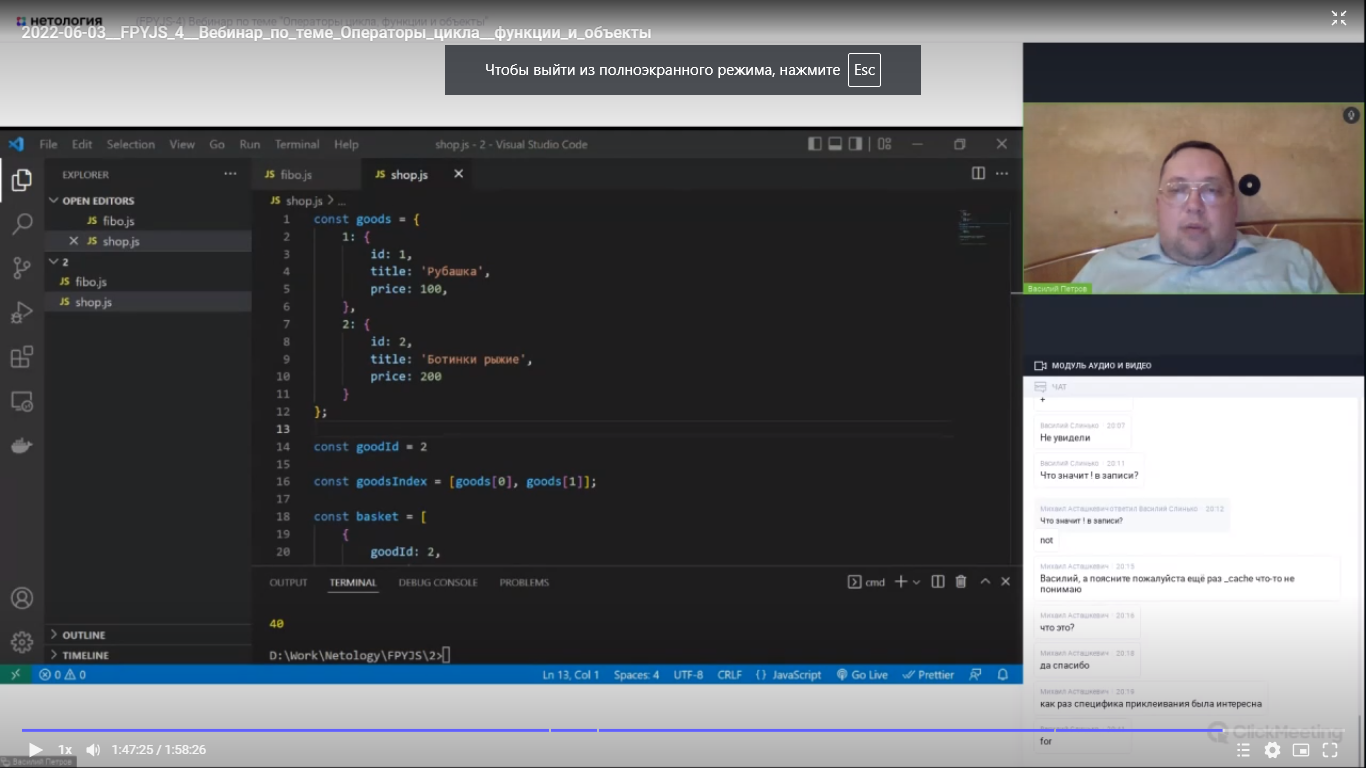 нетология
(FPYJS-4) Вебинар по теме "Операторы цикла, функции и объекты"
2022-06-03__FPYJS_4__Вебинар_по_теме_Операторы_цикла__функции_и_объекты
Чтобы выйти из полноэкранного режима, нажмите Esc
File Edit Selection View Go Run Terminal Help
shop.js - 2 - Visual Studio Code
EXPLORER
OPEN EDITORS
JS fibo.js
JS shop.js
2
JS fibo.js
JS shop.js
OUTLINE
TIMELINE
JS fibo.js
JS shop.js
JS shop.js > ...
1 const goods = {
2 1: {
3 id: 1,
4 title: 'Рубашка',
5 price: 100,
6 },
7 2: {
8 id: 2,
9 title: 'Ботинки рыжие',
10 price: 200
11 }
12 };
13
14 const goodId = 2
15
16 const goodsIndex = [goods[0], goods[1]];
17
18 const basket = [
19 {
20 goodId: 2,
OUTPUT TERMINAL DEBUG CONSOLE PROBLEMS
cmd
40
D:\Work\Netology\FPYJS\2>
0 0
Ln 13, Col 1 Spaces: 4 UTF-8 CRLF {} JavaScript Go Live Prettier
Василий Петров
МОДУЛЬ АУДИО И ВИДЕО
ЧАТ
+
Василий Слинько 20:07
Не увидели
Василий Слинько 20:11
Что значит ! в записи?
Михаил Асташкевич ответил Василий Слинько 20:12
Что значит ! в записи?
not
Михаил Асташкевич 20:15
Василий, а поясните пожалуйста ещё раз _cache что-то не
понимаю
Михаил Асташкевич 20:16
что это?
Михаил Асташкевич 20:18
да спасибо
Михаил Асташкевич
как раз специфика приклеивания была интересна
for
ClickMeeting
1x 1:47:25 / 1:58:26
Василий Петров